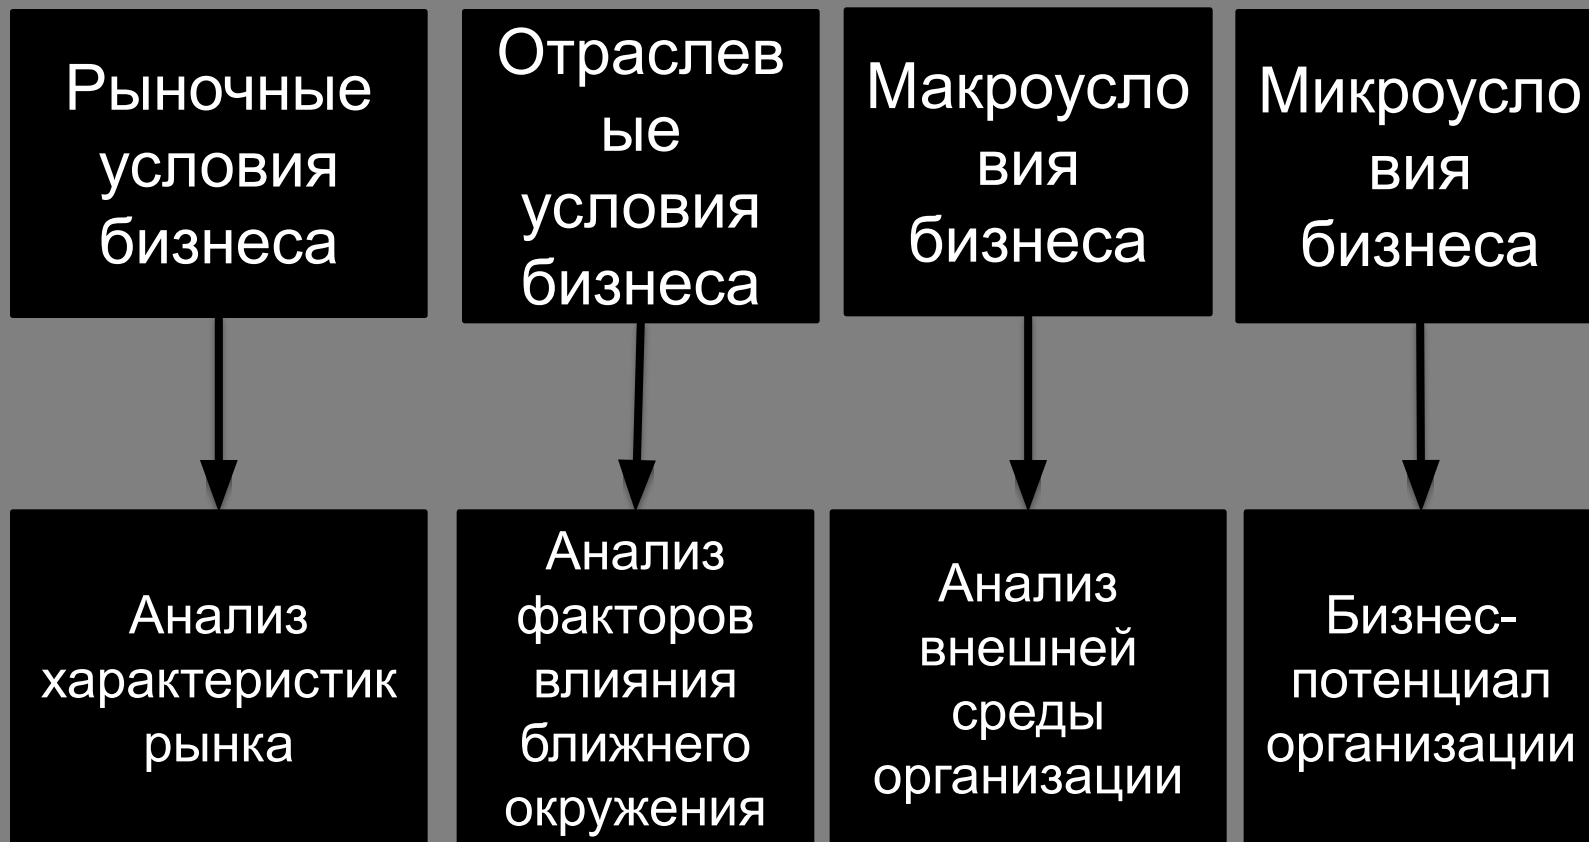 Рыночные
условия
бизнеса
Отраслев
ые
условия
бизнеса
Макроусло
вия
бизнеса
Микроусло
вия
бизнеса
Анализ
характеристик
рынка
Анализ
факторов
влияния
ближнего
окружения
Анализ
внешней
среды
организации
Бизнес-
потенциал
организации